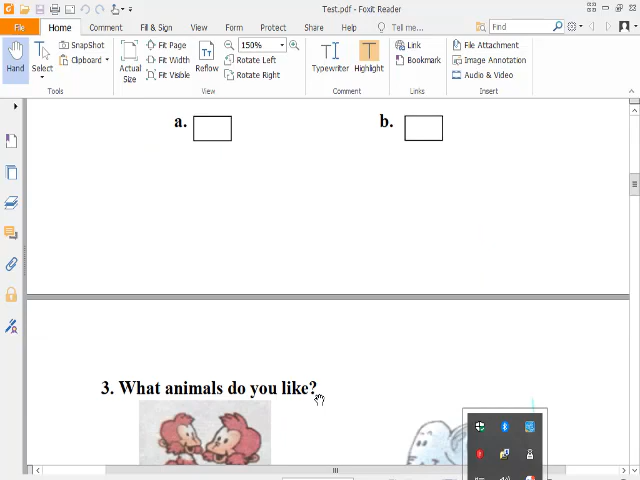 Test.pdf - Foxit Reader
Find
File
Home
Comment
Fill & Sign
View
Form
Protect
Share
Help
Tell me...
Find
Hand
Select
SnapShot
Clipboard
Tools
Actual Size
Fit Page
Fit Width
Fit Visible
Reflow
150%
Rotate Left
Rotate Right
View
Typewriter
Highlight
Comment
Link
Bookmark
Links
File Attachment
Image Annotation
Audio & Video
Insert
a.
b.
3. What animals do you like?